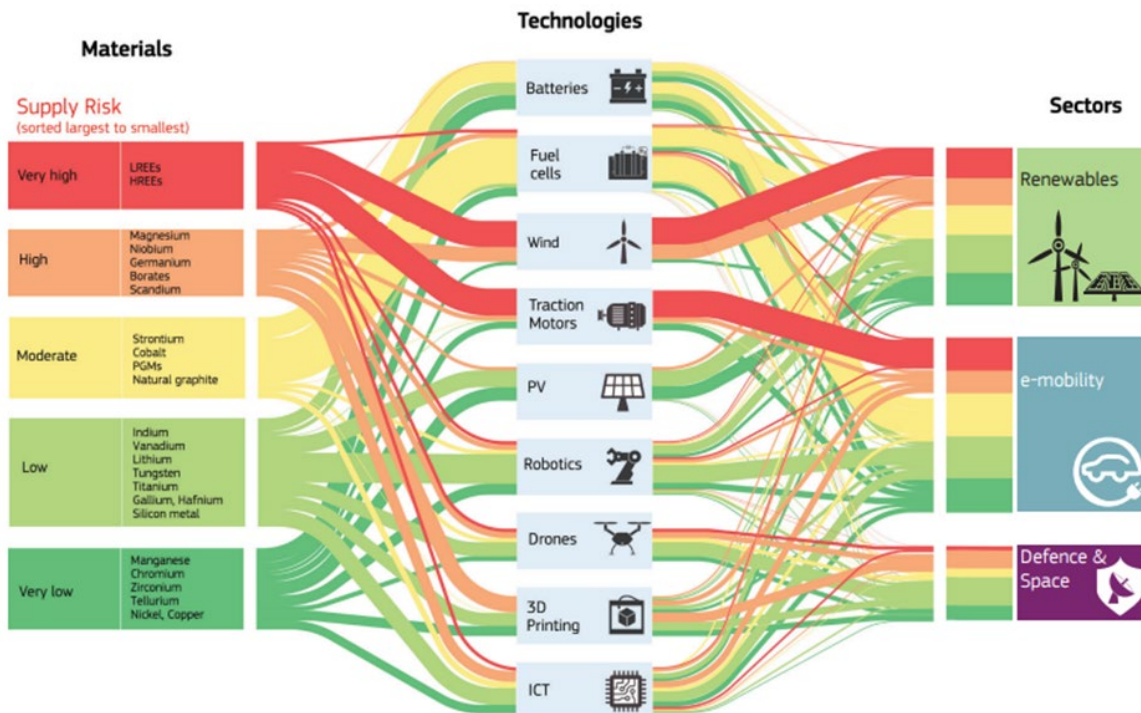 Technologies
Materials
Supply Risk
(sorted largest to smallest)
Very high
LREEs
HREEs
High
Magnesium
Niobium
Germanium
Borates
Scandium
Moderate
Strontium
Cobalt
PGMs
Natural graphite
Low
Indium
Vanadium
Lithium
Tungsten
Titanium
Gallium, Hafnium
Silicon metal
Very low
Manganese
Chromium
Zirconium
Tellurium
Nickel, Copper
Batteries
Fuel
cells
Wind
Traction
Motors
PV
Robotics
Drones
3D
Printing
ICT
Sectors
Renewables
e-mobility
Defence &
Space